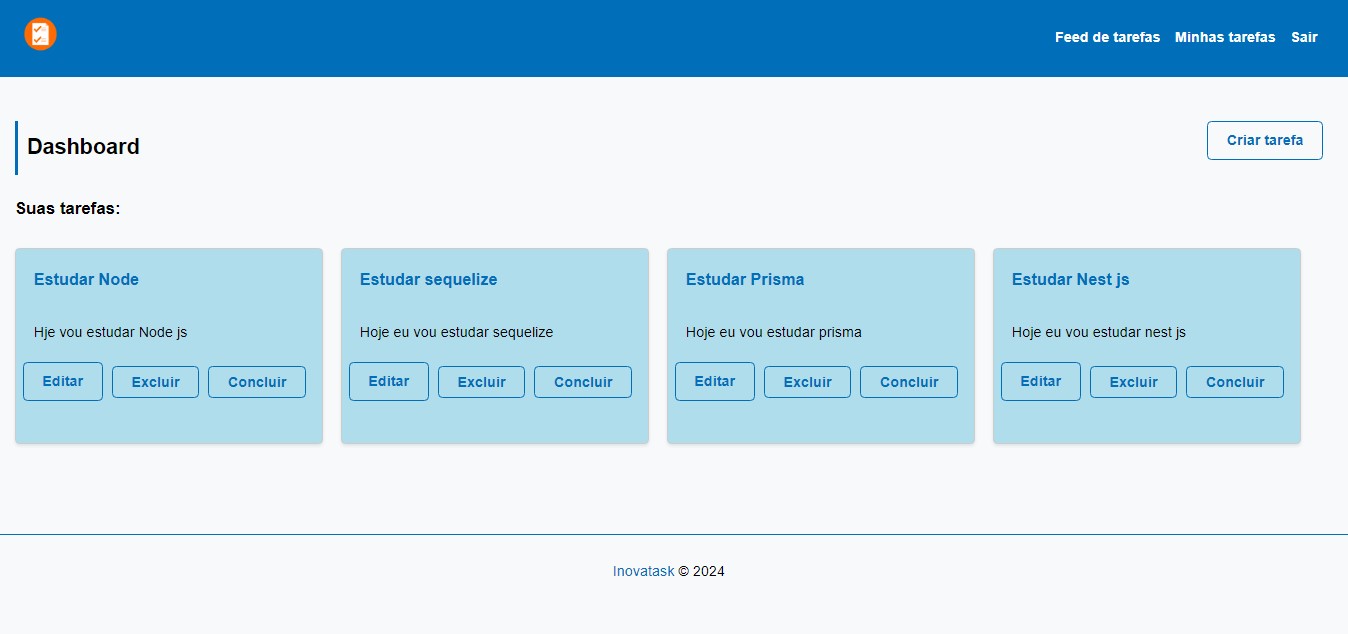 Feed de tarefas Minhas tarefas Sair
Dashboard
Criar tarefa
Suas tarefas:
Estudar Node
Hje vou estudar Node js
Editar Excluir Concluir
Estudar sequelize
Hoje eu vou estudar sequelize
Editar Excluir Concluir
Estudar Prisma
Hoje eu vou estudar prisma
Editar Excluir Concluir
Estudar Nest js
Hoje eu vou estudar nest js
Editar Excluir Concluir
Inovatask © 2024